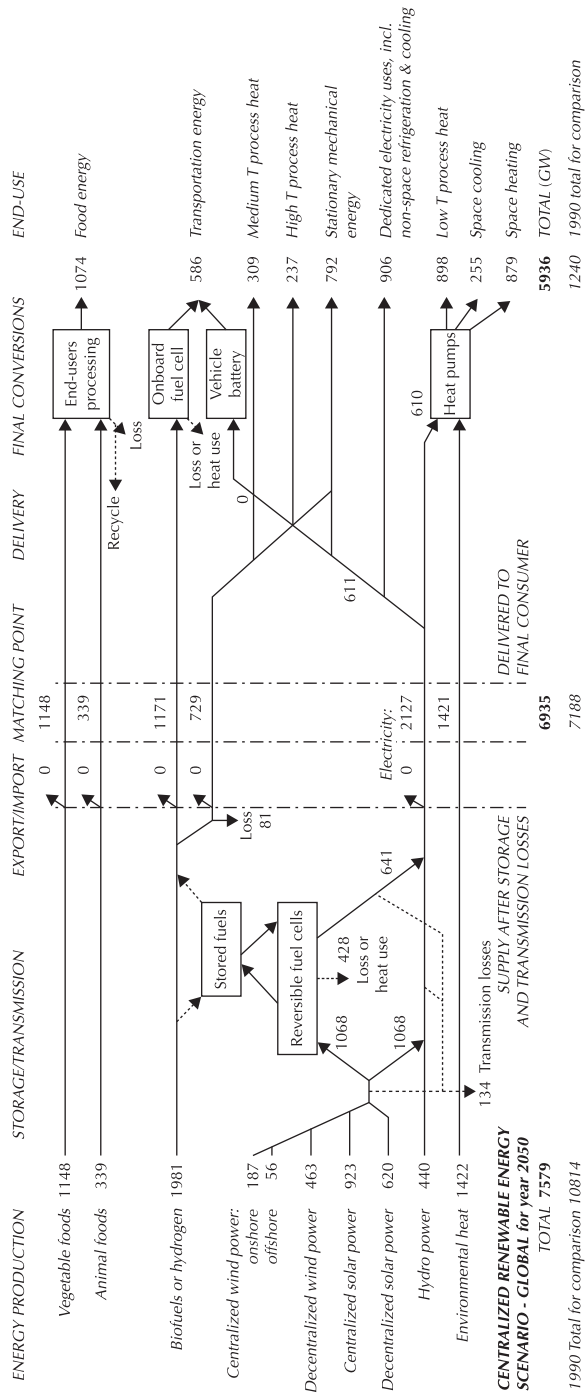 ENERGY PRODUCTION
STORAGE/TRANSMISSION
EXPORT/IMPORT
MATCHING POINT
DELIVERY
FINAL CONVERSIONS
END-USE
Vegetable foods 1148
0
1148
Animal foods 339
0
339
End-users
processing
1074 Food energy
Recycle
Loss
Biofuels or hydrogen 1981
0
1171
Onboard
fuel cell
586 Transportation energy
Stored fuels
0
729
Loss or
heat use
Vehicle
battery
Centralized wind power:
onshore 187
offshore 56
Loss
81
0
309 Medium T process heat
Decentralized wind power 463
Reversible fuel cells
237 High T process heat
Centralized solar power 923
1068
428
Loss or
heat use
611
792 Stationary mechanical
energy
Decentralized solar power 620
1068
641
906 Dedicated electricity uses, incl.
non-space refrigeration & cooling
Electricity:
Hydro power 440
0
2127
610
898 Low T process heat
Environmental heat 1422
1421
Heat pumps
255 Space cooling
134 Transmission losses
879 Space heating
CENTRALIZED RENEWABLE ENERGY
SCENARIO - GLOBAL for year 2050
SUPPLY AFTER STORAGE
AND TRANSMISSION LOSSES
DELIVERED TO
FINAL CONSUMER
TOTAL 7579
6935
5936 TOTAL (GW)
1990 Total for comparison 10814
7188
1240 1990 total for comparison